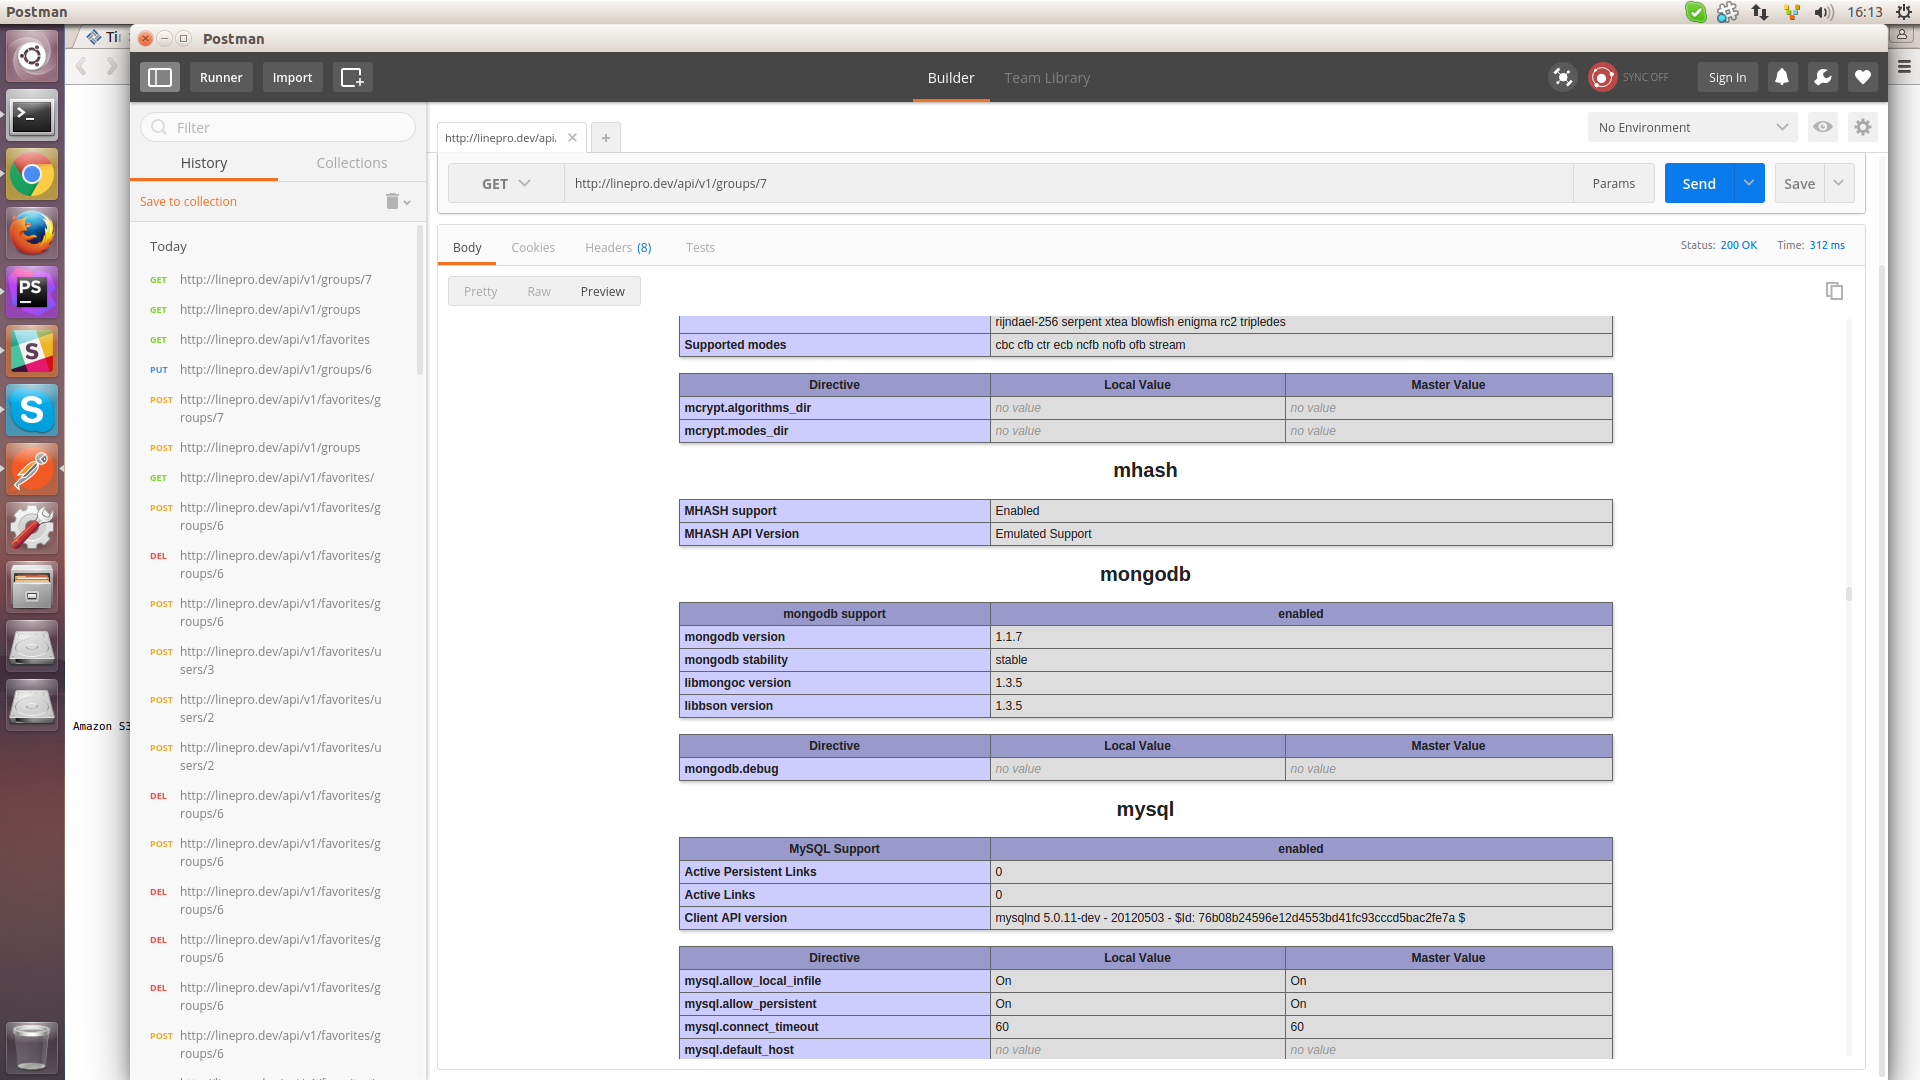 Postman
16:13
Ti
Postman
Runner
Import
Builder
Team Library
SYNC OFF
Sign In
Filter
History
Collections
Save to collection
Today
GET http://linepro.dev/api/v1/groups/7
GET http://linepro.dev/api/v1/groups
GET http://linepro.dev/api/v1/favorites
PUT http://linepro.dev/api/v1/groups/6
POST http://linepro.dev/api/v1/favorites/g
roups/7
POST http://linepro.dev/api/v1/groups
GET http://linepro.dev/api/v1/favorites/
POST http://linepro.dev/api/v1/favorites/g
roups/6
DEL http://linepro.dev/api/v1/favorites/g
roups/6
POST http://linepro.dev/api/v1/favorites/g
roups/6
POST http://linepro.dev/api/v1/favorites/u
sers/3
POST http://linepro.dev/api/v1/favorites/u
sers/2
POST http://linepro.dev/api/v1/favorites/u
sers/2
DEL http://linepro.dev/api/v1/favorites/g
roups/6
POST http://linepro.dev/api/v1/favorites/g
roups/6
DEL http://linepro.dev/api/v1/favorites/g
roups/6
DEL http://linepro.dev/api/v1/favorites/g
roups/6
DEL http://linepro.dev/api/v1/favorites/g
roups/6
POST http://linepro.dev/api/v1/favorites/g
roups/6
Amazon S3
http://linepro.dev/api.
No Environment
GET
http://linepro.dev/api/v1/groups/7
Params
Send
Save
Body
Cookies
Headers (8)
Tests
Status: 200 OK
Time: 312 ms
Pretty
Raw
Preview
rijndael-256 serpent xtea blowfish enigma rc2 tripledes
Supported modes cbc cfb ctr ecb ncfb nofb ofb stream
Directive Local Value Master Value
mcrypt.algorithms_dir no value no value
mcrypt.modes_dir no value no value
mhash
MHASH support Enabled
MHASH API Version Emulated Support
mongodb
mongodb support enabled
mongodb version 1.1.7
mongodb stability stable
libmongoc version 1.3.5
libbson version 1.3.5
Directive Local Value Master Value
mongodb.debug no value no value
mysql
MySQL Support enabled
Active Persistent Links 0
Active Links 0
Client API version mysqlnd 5.0.11-dev - 20120503 - $Id: 76b08b24596e12d4553bd41fc93cccd5bac2fe7a $
Directive Local Value Master Value
mysql.allow_local_infile On On
mysql.allow_persistent On On
mysql.connect_timeout 60 60
mysql.default_host no value no value